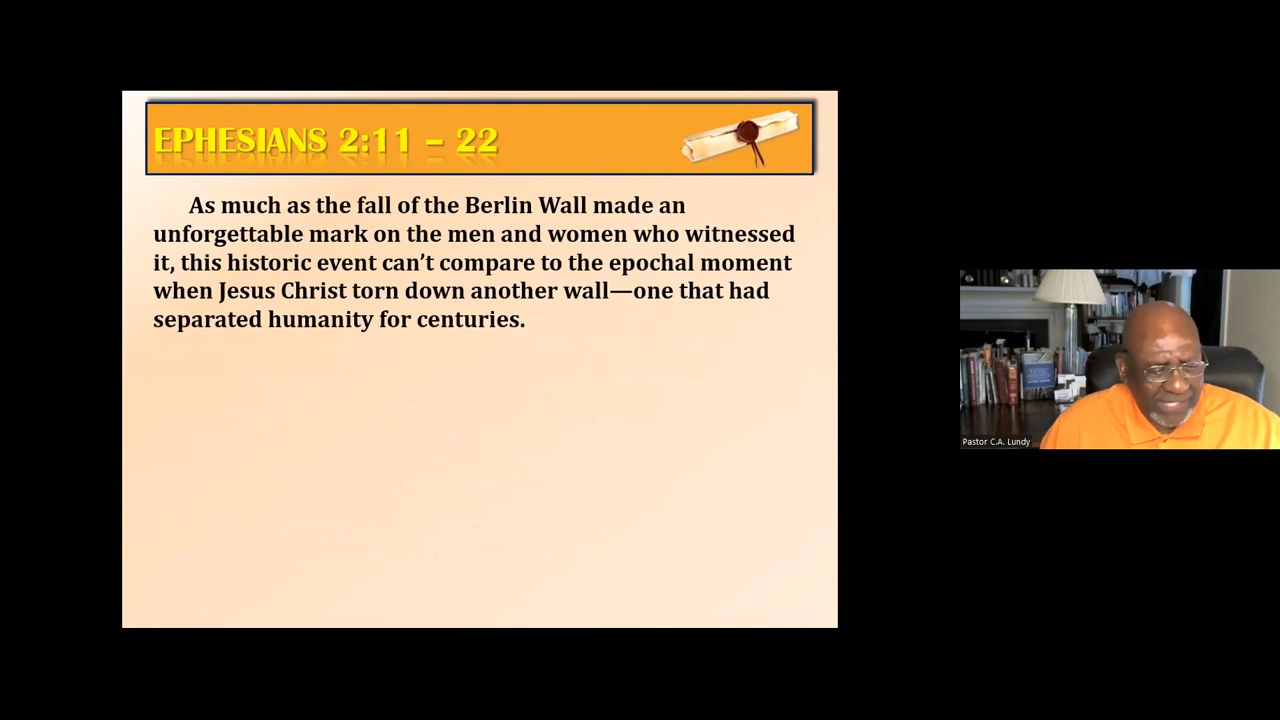 EPHESIANS 2:11 – 22
As much as the fall of the Berlin Wall made an
unforgettable mark on the men and women who witnessed
it, this historic event can’t compare to the epochal moment
when Jesus Christ torn down another wall—one that had
separated humanity for centuries.
Pastor C.A. Lundy